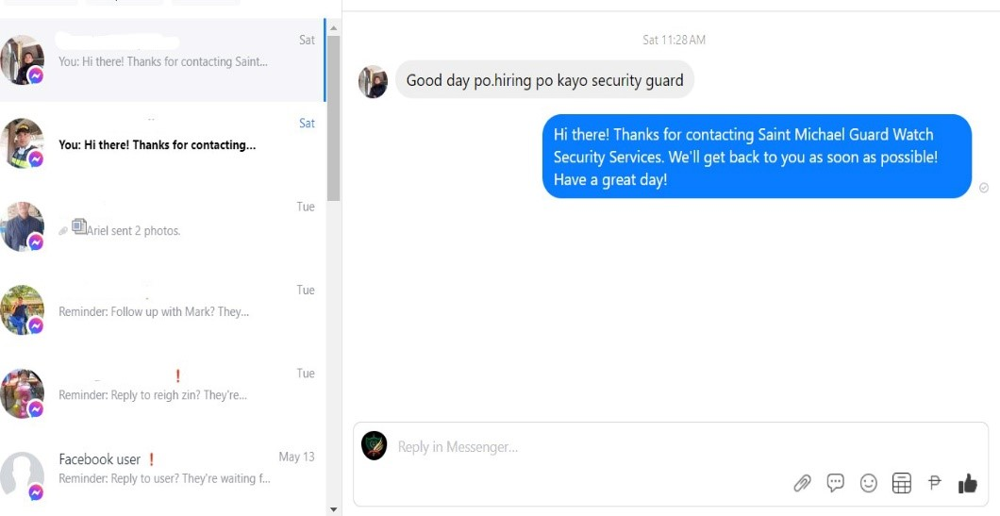 Sat
You: Hi there! Thanks for contacting Saint...
Sat
You: Hi there! Thanks for contacting...
Tue
Ariel sent 2 photos.
Tue
Reminder: Follow up with Mark? They...
Tue
Reminder: Reply to reigh zin? They're...
Facebook user
May 13
Reminder: Reply to user? They're waiting f...
Sat 11:28 AM
Good day po.hiring po kayo security guard
Hi there! Thanks for contacting Saint Michael Guard Watch
Security Services. We'll get back to you as soon as possible!
Have a great day!
Reply in Messenger...